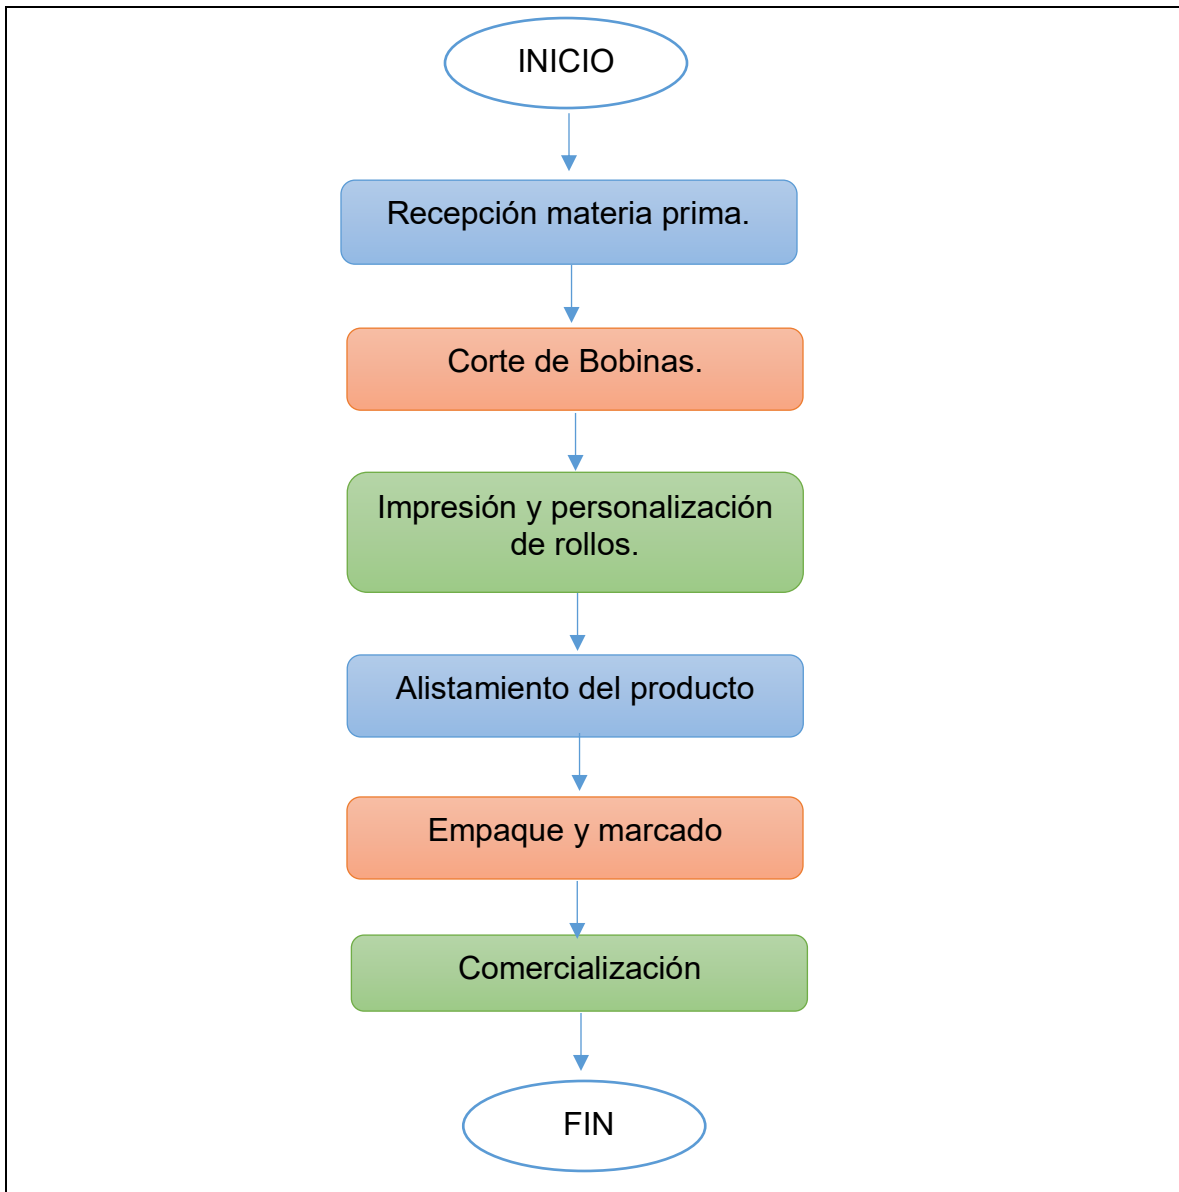 INICIO
Recepción materia prima.
Corte de Bobinas.
Impresión y personalización
de rollos.
Alistamiento del producto
Empaque y marcado
Comercialización
FIN